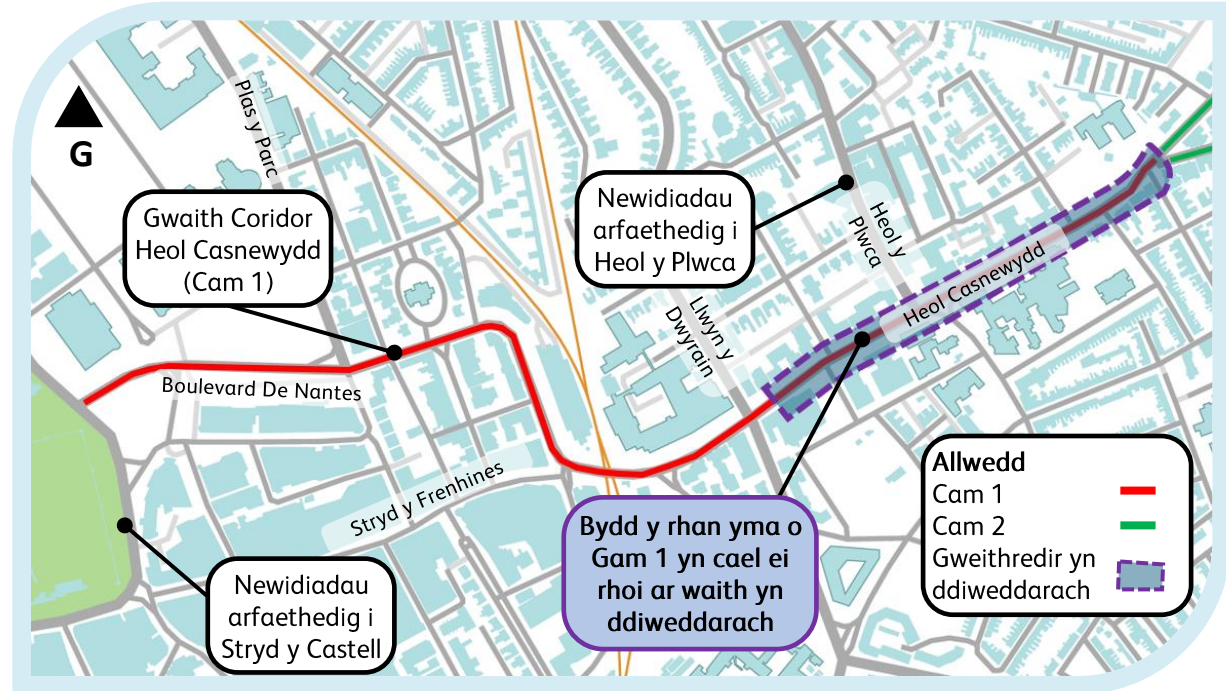 G
Plas y Parc
Gwaith Coridor
Heol Casnewydd
(Cam 1)
Newidiadau
arfaethedig i
Heol y Plwca
Heol y
Plwca
Heol Casnewydd
Llwyn y
Dwyrain
Boulevard De Nantes
Stryd y Frenhines
Newidiadau
arfaethedig i
Stryd y Castell
Bydd y rhan yma o
Gam 1 yn cael ei
rhoi ar waith yn
ddiweddarach
Allwedd
Cam 1
Cam 2
Gweithredir yn
ddiweddarach